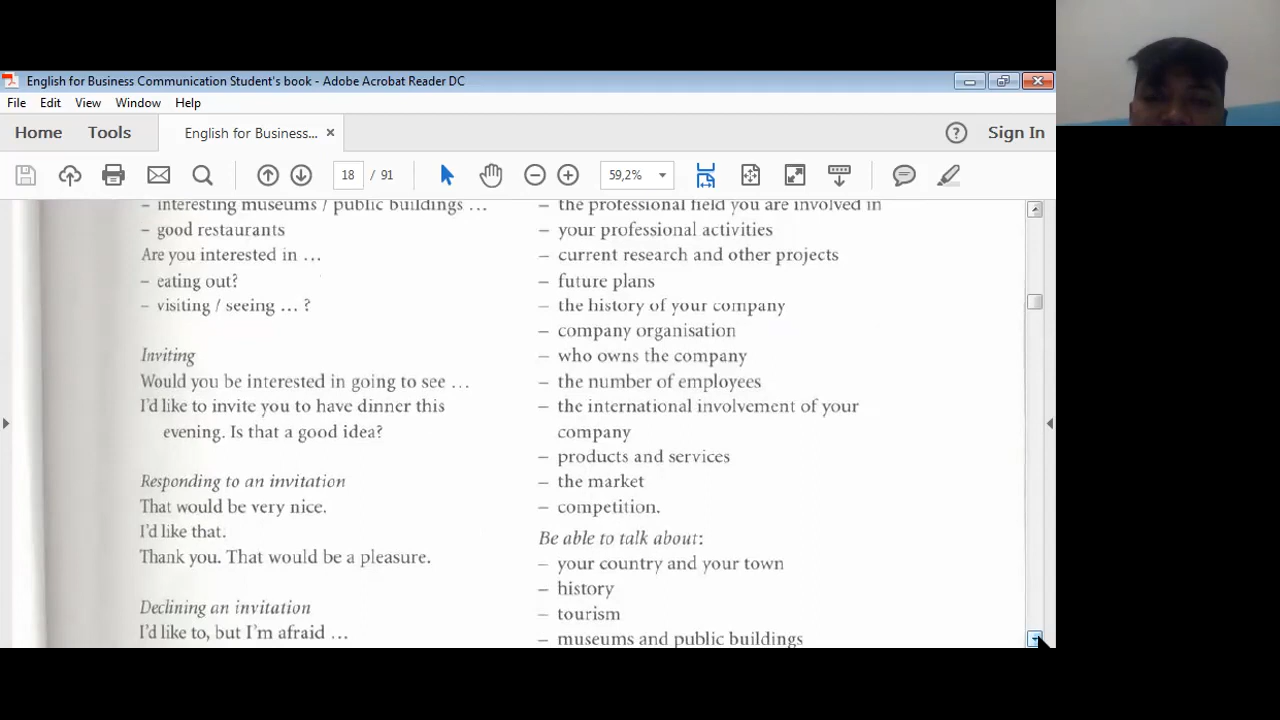 English for Business Communication Student's book - Adobe Acrobat Reader DC
File Edit View Window Help
Home Tools English for Business... × Sign In
18 / 91 59,2%
– interesting museums / public buildings …
– good restaurants
Are you interested in …
– eating out?
– visiting / seeing … ?
Inviting
Would you be interested in going to see …
I'd like to invite you to have dinner this
evening. Is that a good idea?
Responding to an invitation
That would be very nice.
I'd like that.
Thank you. That would be a pleasure.
Declining an invitation
I'd like to, but I'm afraid …
– the professional field you are involved in
– your professional activities
– current research and other projects
– future plans
– the history of your company
– company organisation
– who owns the company
– the number of employees
– the international involvement of your
company
– products and services
– the market
– competition.
Be able to talk about:
– your country and your town
– history
– tourism
– museums and public buildings